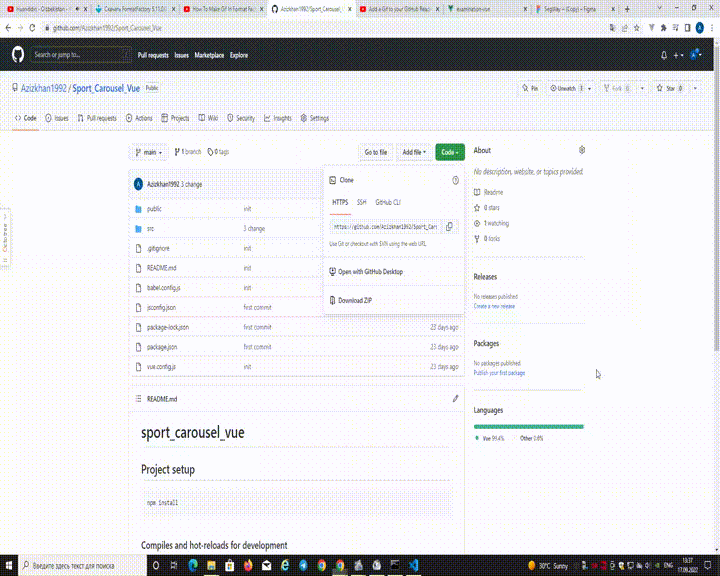 Скачать FormatFactory 5.13.0
How To Make Gif In Format Fac
Azizkhan1992/Sport_Carousel_
Add a Gif to your GitHub Read
examination-vue
SegWay – (Copy) – Figma
github.com/Azizkhan1992/Sport_Carousel_Vue
Search or jump to... / Pull requests Issues Marketplace Explore
Azizkhan1992 / Sport_Carousel_Vue Public
Pin Unwatch 1 Fork 0 Star 0
Code Issues Pull requests Actions Projects Wiki Security Insights Settings
main 1 branch 0 tags Go to file Add file Code
Azizkhan1992 3 change
public init
src 3 change
.gitignore init
README.md init
babel.config.js init
jsconfig.json first commit
package-lock.json first commit 23 days ago
package.json first commit 23 days ago
vue.config.js init 23 days ago
Clone
HTTPS SSH GitHub CLI
https://github.com/Azizkhan1992/Sport_Car
Use Git or checkout with SVN using the web URL.
Open with GitHub Desktop
Download ZIP
README.md
sport_carousel_vue
Project setup
npm install
Compiles and hot-reloads for development
About
No description, website, or topics provided.
Readme
0 stars
1 watching
0 forks
Releases
No releases published
Create a new release
Packages
No packages published
Publish your first package
Languages
Vue 99.4% Other 0.6%
Введите здесь текст для поиска
30°C Sunny
ENG
13:37
17.09.2022